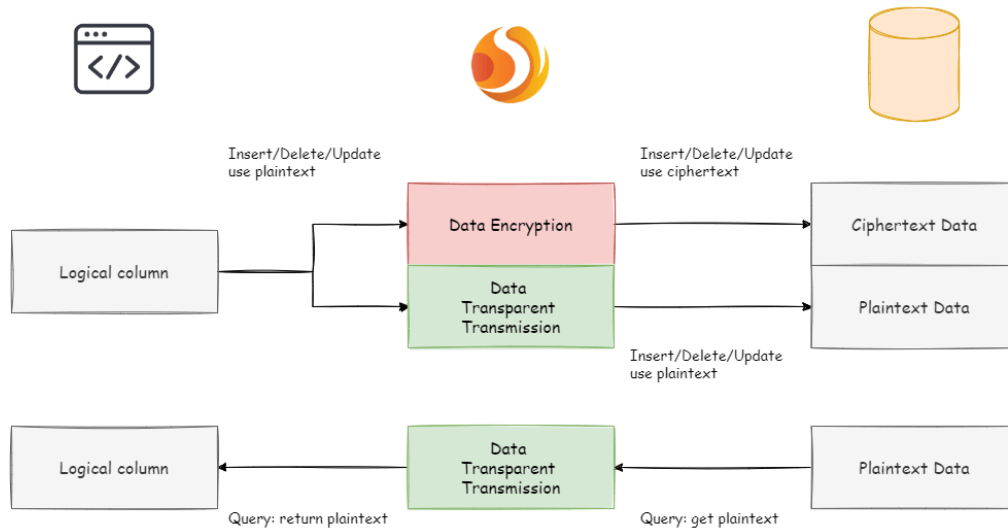 </>
Insert/Delete/Update
use plaintext
Insert/Delete/Update
use ciphertext
Logical column
Data Encryption
Ciphertext Data
Data
Transparent
Transmission
Plaintext Data
Insert/Delete/Update
use plaintext
Logical column
Data
Transparent
Transmission
Plaintext Data
Query: return plaintext
Query: get plaintext